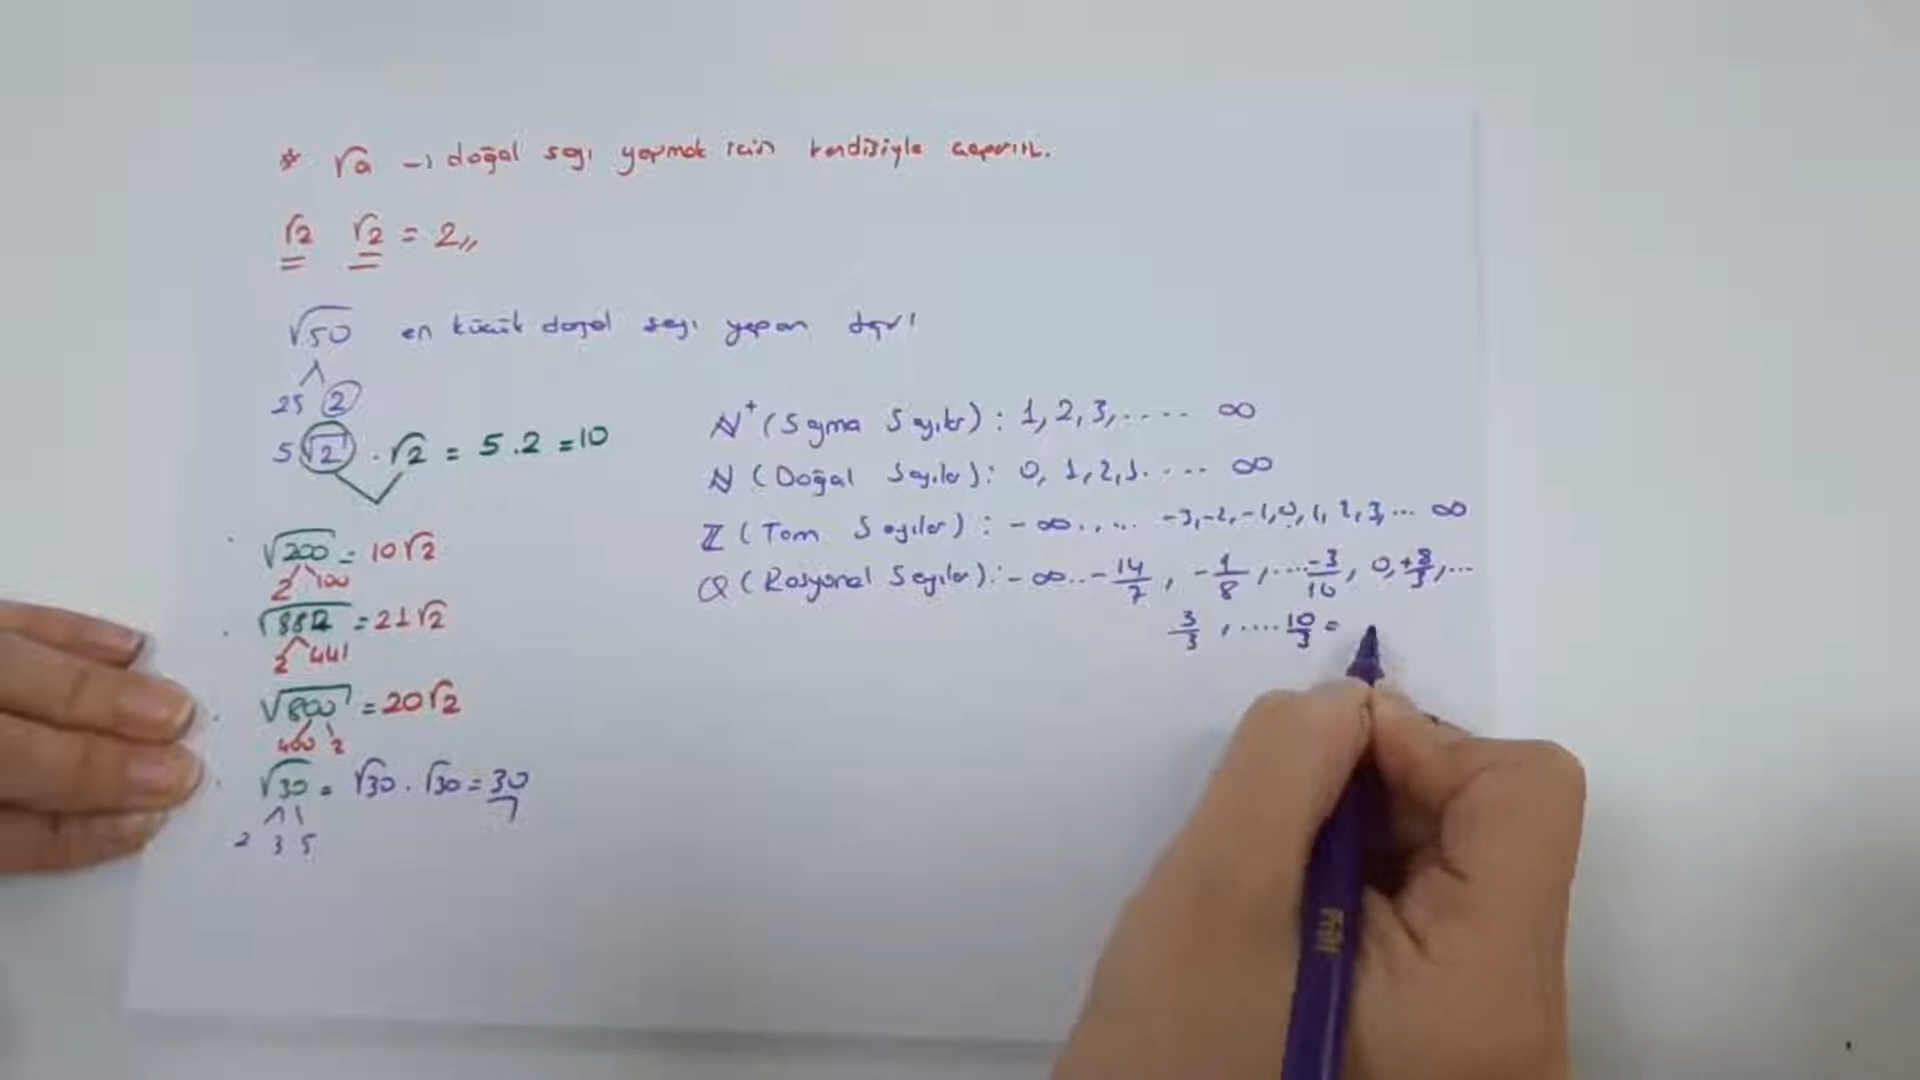 * √a → doğal sayı yapmak için kendisiyle çarparız.
√2 √2 = 2,,
√50 en küçük doğal sayı yapan
25 2
5√2 . √2 = 5.2 = 10
√200 = 10√2
2 100
√882 = 21√2
2 441
√800 = 20√2
400 2
√30 = √30 . √30 = 30
2 3 5
N⁺ (Sayma Sayılar) : 1, 2, 3, .... ∞
N (Doğal Sayılar) : 0, 1, 2, 3. ... ∞
Z (Tam Sayılar) : -∞.... -3,-2,-1,0,1,2,3,... ∞
Q (Rasyonel Sayılar) : -∞..-14/7, -1/8, ....-3/10, 0,+8/3,...
3/3, ....10/3 =